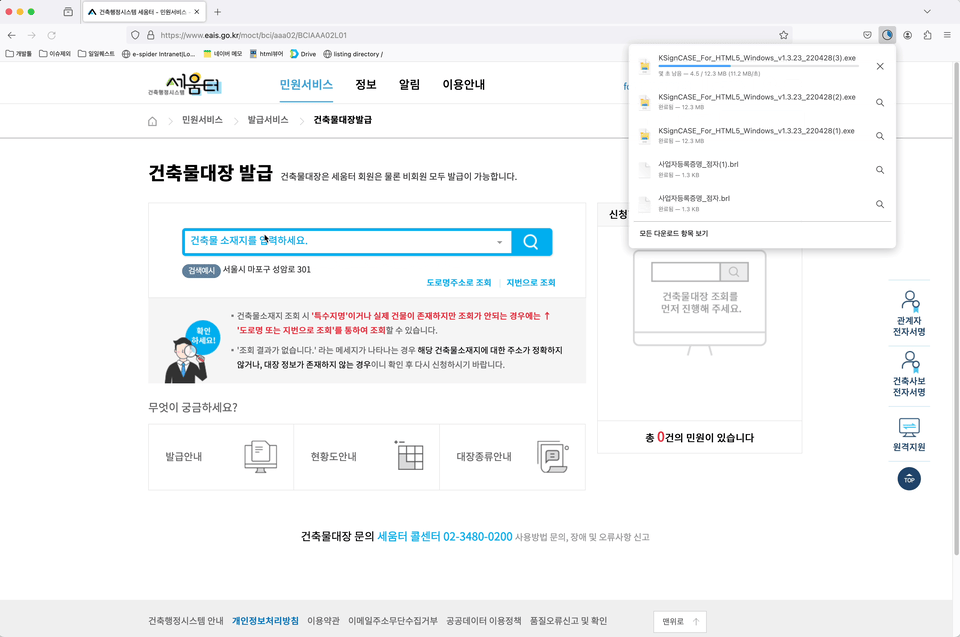 건축행정시스템 세움터 - 민원서비스 -
https://www.eais.go.kr/moct/bci/aaa02/BCIAAA02L01
개발툴
이슈제외
일일퀘스트
e-spider Intranet|Lo...
네이버 메모
html뷰어
Drive
listing directory /
건축행정시스템 세움터
민원서비스
정보
알림
이용안내
민원서비스
발급서비스
건축물대장발급
KSignCASE_For_HTML5_Windows_v1.3.23_220428(3).exe
몇 초 남음 — 4.5 / 12.3 MB (11.2 MB/초)
KSignCASE_For_HTML5_Windows_v1.3.23_220428(2).exe
완료됨 — 12.3 MB
KSignCASE_For_HTML5_Windows_v1.3.23_220428(1).exe
완료됨 — 12.3 MB
사업자등록증명_점자(1).brl
완료됨 — 1.3 KB
사업자등록증명_점자.brl
완료됨 — 1.3 KB
모든 다운로드 항목 보기
건축물대장 발급 건축물대장은 세움터 회원은 물론 비회원 모두 발급이 가능합니다.
신청
건축물 소재지를 입력하세요.
검색예시 서울시 마포구 성암로 301
도로명주소로 조회
지번으로 조회
확인
하세요!
건축물소재지 조회 시 '특수지명'이거나 실제 건물이 존재하지만 조회가 안되는 경우에는 ↑
'도로명 또는 지번으로 조회'를 통하여 조회할 수 있습니다.
'조회 결과가 없습니다.' 라는 메세지가 나타나는 경우 해당 건축물소재지에 대한 주소가 정확하지
않거나, 대장 정보가 존재하지 않는 경우이니 확인 후 다시 신청하시기 바랍니다.
건축물대장 조회를
먼저 진행해 주세요.
총 0건의 민원이 있습니다
관계자
전자서명
건축사보
전자서명
원격지원
TOP
무엇이 궁금하세요?
발급안내
현황도안내
대장종류안내
건축물대장 문의 세움터 콜센터 02-3480-0200 사용방법 문의, 장애 및 오류사항 신고
건축행정시스템 안내
개인정보처리방침
이용약관
이메일주소무단수집거부
공공데이터 이용정책
품질오류신고 및 확인
맨위로 ↑